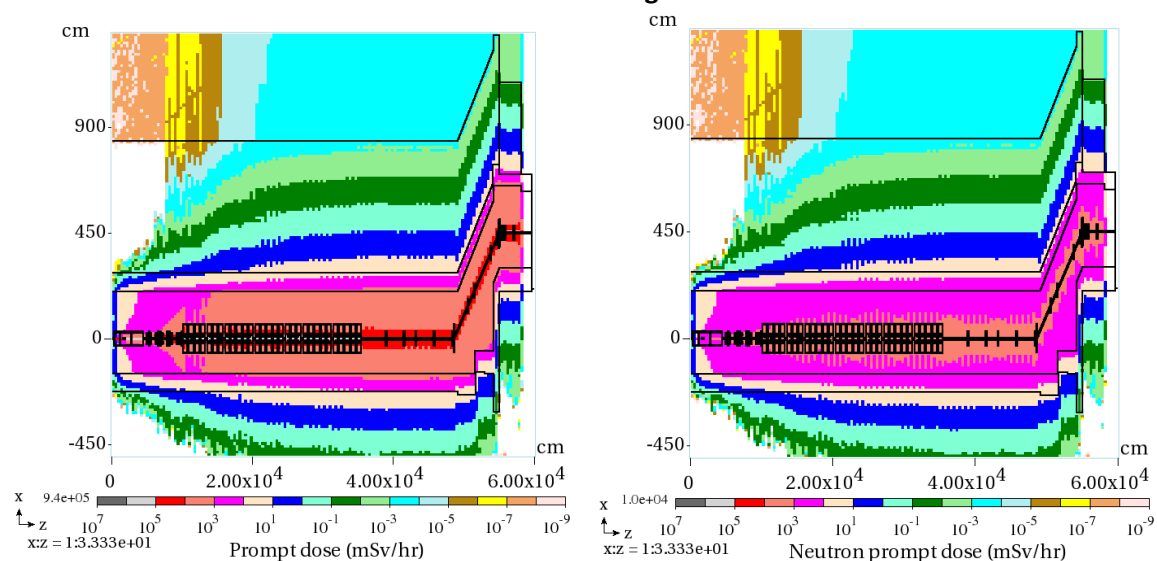 cm
900
450
0
-450
cm
0
2.00x10^4
4.00x10^4
6.00x10^4
9.4e+05
10^7
10^5
10^3
10^1
10^-1
10^-3
10^-5
10^-7
10^-9
x
z
x:z = 1:3.333e+01
Prompt dose (mSv/hr)
cm
900
450
0
-450
cm
0
2.00x10^4
4.00x10^4
6.00x10^4
1.0e+04
10^7
10^5
10^3
10^1
10^-1
10^-3
10^-5
10^-7
10^-9
x
z
x:z = 1:3.333e+01
Neutron prompt dose (mSv/hr)